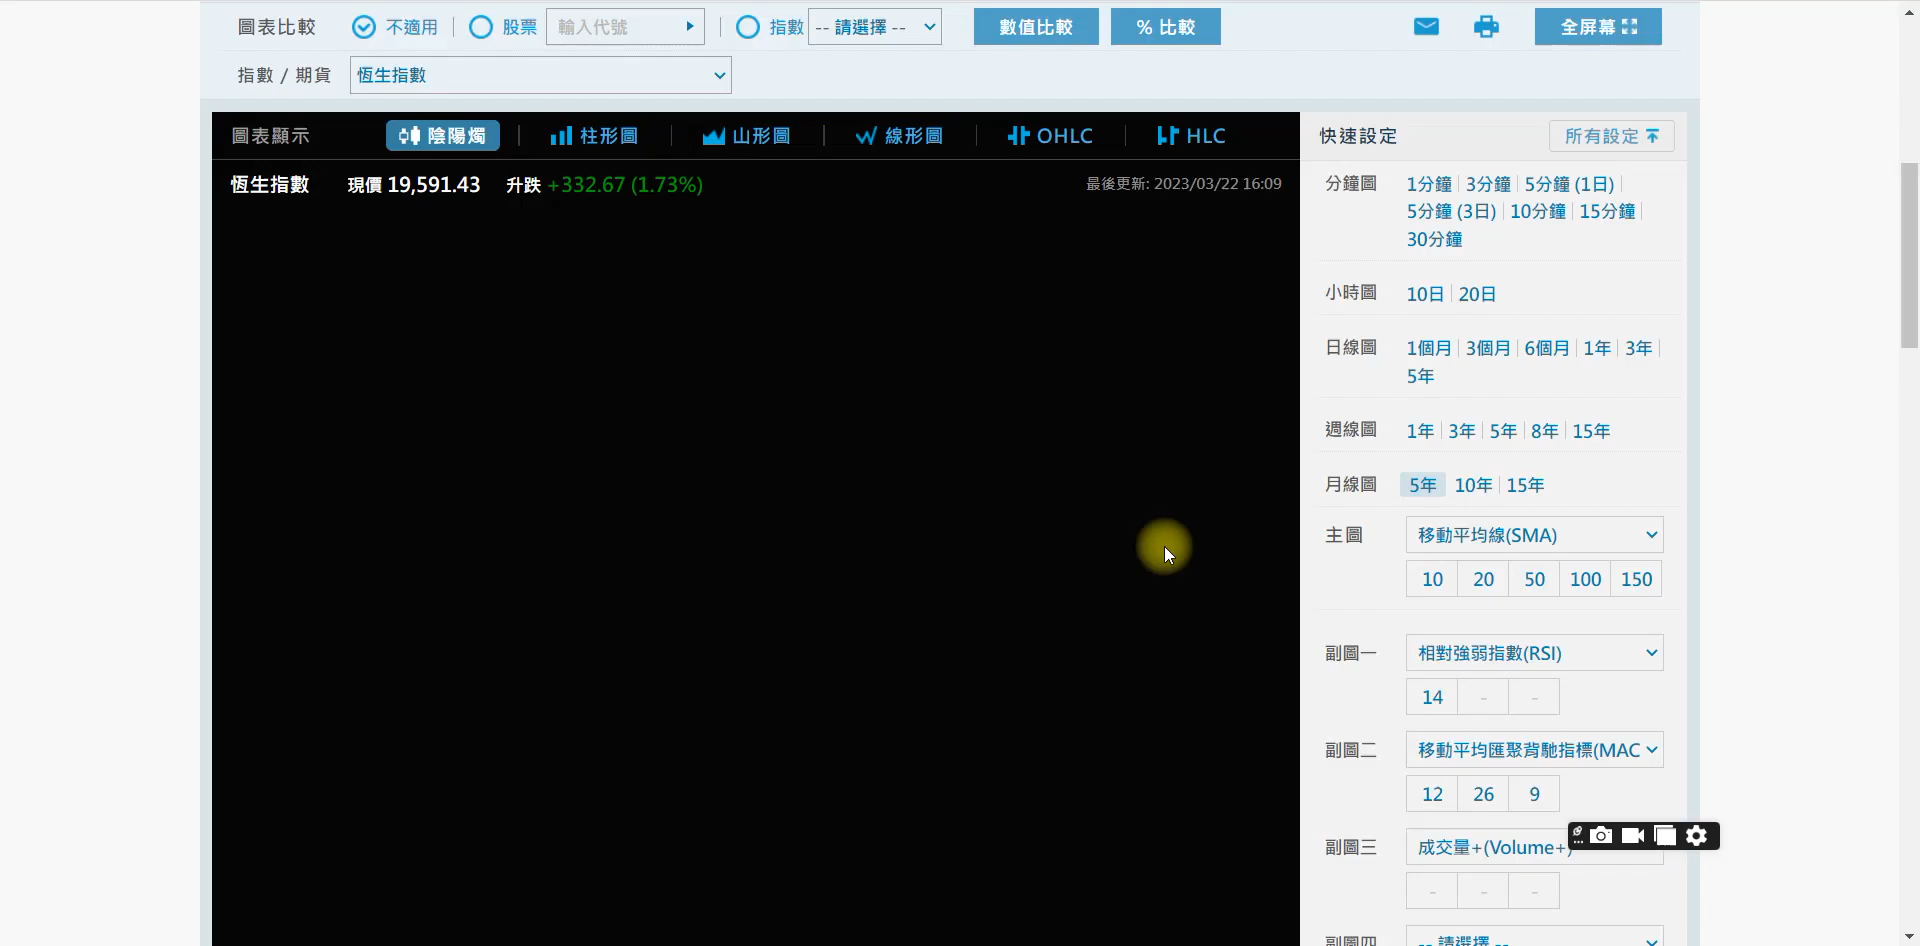 圖表比較 不適用 股票 輸入代號 指數 -- 請選擇 -- 數值比較 % 比較 全屏幕
指數 / 期貨 恆生指數
圖表顯示 陰陽燭 柱形圖 山形圖 線形圖 OHLC HLC
恆生指數 現價 19,591.43 升跌 +332.67 (1.73%) 最後更新: 2023/03/22 16:09
快速設定 所有設定
分鐘圖 1分鐘 3分鐘 5分鐘 (1日)
5分鐘 (3日) 10分鐘 15分鐘
30分鐘
小時圖 10日 20日
日線圖 1個月 3個月 6個月 1年 3年
5年
週線圖 1年 3年 5年 8年 15年
月線圖 5年 10年 15年
主圖 移動平均線(SMA)
10 20 50 100 150
副圖一 相對強弱指數(RSI)
14 - -
副圖二 移動平均匯聚背馳指標(MAC
12 26 9
副圖三 成交量+(Volume+)
- - -
副圖四 -- 請選擇 --